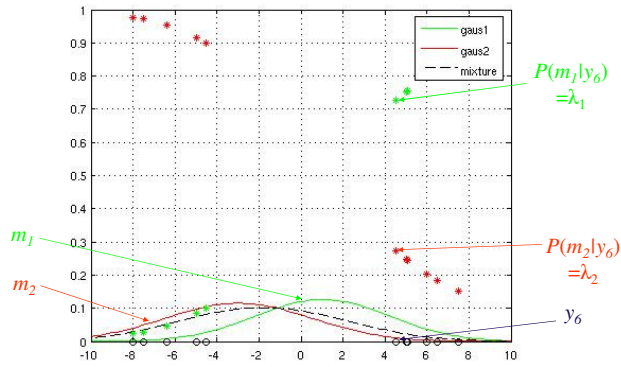 1
0.9
0.8
0.7
0.6
0.5
0.4
0.3
0.2
0.1
0
-10 -8 -6 -4 -2 0 2 4 6 8 10
gaus1
gaus2
mixture
P(m₁|y₆)
=λ₁
m₁
m₂
P(m₂|y₆)
=λ₂
y₆